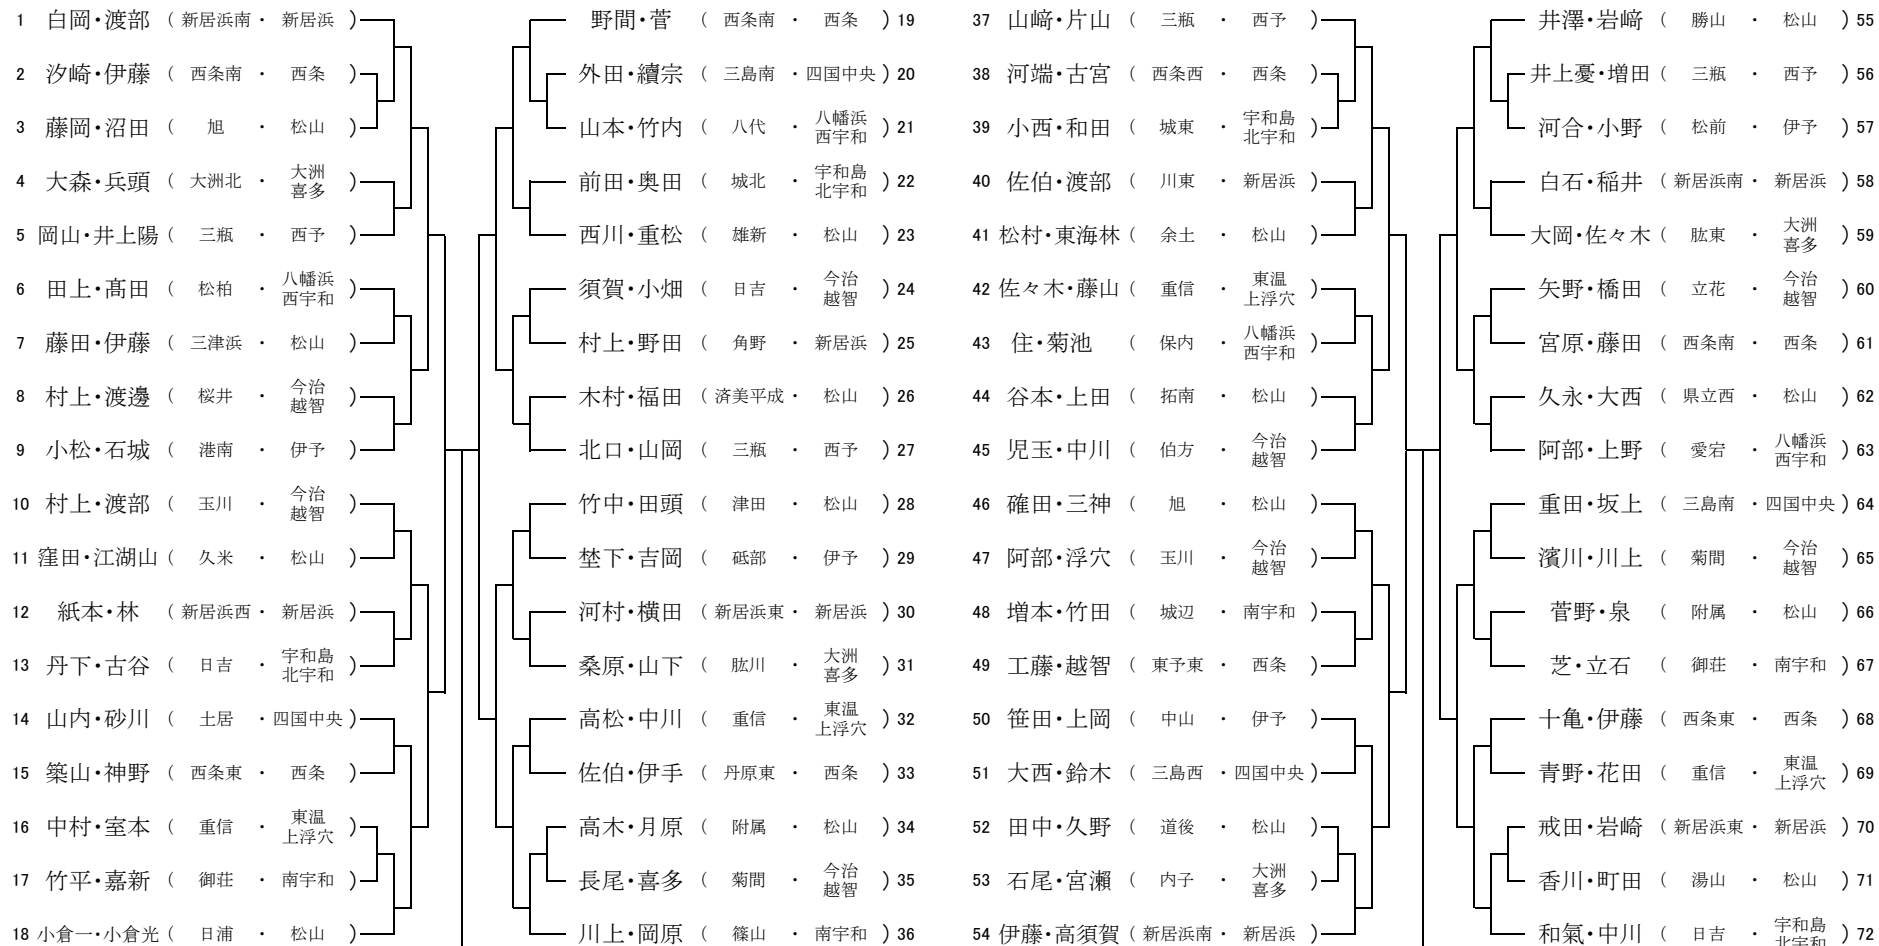 1 白岡・渡部 ( 新居浜南 ・ 新居浜 )
2 汐崎・伊藤 ( 西条南 ・ 西条 )
3 藤岡・沼田 ( 旭 ・ 松山 )
4 大森・兵頭 ( 大洲北 ・ 大洲 喜多 )
5 岡山・井上陽 ( 三瓶 ・ 西予 )
6 田上・髙田 ( 松柏 ・ 八幡浜 西宇和 )
7 藤田・伊藤 ( 三津浜 ・ 松山 )
8 村上・渡邊 ( 桜井 ・ 今治 越智 )
9 小松・石城 ( 港南 ・ 伊予 )
10 村上・渡部 ( 玉川 ・ 今治 越智 )
11 窪田・江湖山 ( 久米 ・ 松山 )
12 紙本・林 ( 新居浜西 ・ 新居浜 )
13 丹下・古谷 ( 日吉 ・ 宇和島 北宇和 )
14 山内・砂川 ( 土居 ・ 四国中央 )
15 築山・神野 ( 西条東 ・ 西条 )
16 中村・室本 ( 重信 ・ 東温 上浮穴 )
17 竹平・嘉新 ( 御荘 ・ 南宇和 )
18 小倉一・小倉光 ( 日浦 ・ 松山 )
野間・菅 ( 西条南 ・ 西条 ) 19
外田・續宗 ( 三島南 ・ 四国中央 ) 20
山本・竹内 ( 八代 ・ 八幡浜 西宇和 ) 21
前田・奥田 ( 城北 ・ 宇和島 北宇和 ) 22
西川・重松 ( 雄新 ・ 松山 ) 23
須賀・小畑 ( 日吉 ・ 今治 越智 ) 24
村上・野田 ( 角野 ・ 新居浜 ) 25
木村・福田 ( 済美平成 ・ 松山 ) 26
北口・山岡 ( 三瓶 ・ 西予 ) 27
竹中・田頭 ( 津田 ・ 松山 ) 28
埜下・吉岡 ( 砥部 ・ 伊予 ) 29
河村・横田 ( 新居浜東 ・ 新居浜 ) 30
桑原・山下 ( 肱川 ・ 大洲 喜多 ) 31
高松・中川 ( 重信 ・ 東温 上浮穴 ) 32
佐伯・伊手 ( 丹原東 ・ 西条 ) 33
高木・月原 ( 附属 ・ 松山 ) 34
長尾・喜多 ( 菊間 ・ 今治 越智 ) 35
川上・岡原 ( 篠山 ・ 南宇和 ) 36
37 山﨑・片山 ( 三瓶 ・ 西予 )
38 河端・古宮 ( 西条西 ・ 西条 )
39 小西・和田 ( 城東 ・ 宇和島 北宇和 )
40 佐伯・渡部 ( 川東 ・ 新居浜 )
41 松村・東海林 ( 余土 ・ 松山 )
42 佐々木・藤山 ( 重信 ・ 東温 上浮穴 )
43 住・菊池 ( 保内 ・ 八幡浜 西宇和 )
44 谷本・上田 ( 拓南 ・ 松山 )
45 児玉・中川 ( 伯方 ・ 今治 越智 )
46 確田・三神 ( 旭 ・ 松山 )
47 阿部・浮穴 ( 玉川 ・ 今治 越智 )
48 増本・竹田 ( 城辺 ・ 南宇和 )
49 工藤・越智 ( 東予東 ・ 西条 )
50 笹田・上岡 ( 中山 ・ 伊予 )
51 大西・鈴木 ( 三島西 ・ 四国中央 )
52 田中・久野 ( 道後 ・ 松山 )
53 石尾・宮瀬 ( 内子 ・ 大洲 喜多 )
54 伊藤・高須賀 ( 新居浜南 ・ 新居浜 )
井澤・岩﨑 ( 勝山 ・ 松山 ) 55
井上憂・増田 ( 三瓶 ・ 西予 ) 56
河合・小野 ( 松前 ・ 伊予 ) 57
白石・稲井 ( 新居浜南 ・ 新居浜 ) 58
大岡・佐々木 ( 肱東 ・ 大洲 喜多 ) 59
矢野・橋田 ( 立花 ・ 今治 越智 ) 60
宮原・藤田 ( 西条南 ・ 西条 ) 61
久永・大西 ( 県立西 ・ 松山 ) 62
阿部・上野 ( 愛宕 ・ 八幡浜 西宇和 ) 63
重田・坂上 ( 三島南 ・ 四国中央 ) 64
濱川・川上 ( 菊間 ・ 今治 越智 ) 65
菅野・泉 ( 附属 ・ 松山 ) 66
芝・立石 ( 御荘 ・ 南宇和 ) 67
十亀・伊藤 ( 西条東 ・ 西条 ) 68
青野・花田 ( 重信 ・ 東温 上浮穴 ) 69
戒田・岩崎 ( 新居浜東 ・ 新居浜 ) 70
香川・町田 ( 湯山 ・ 松山 ) 71
和氣・中川 ( 日吉 ・ 宇和島 ) 72